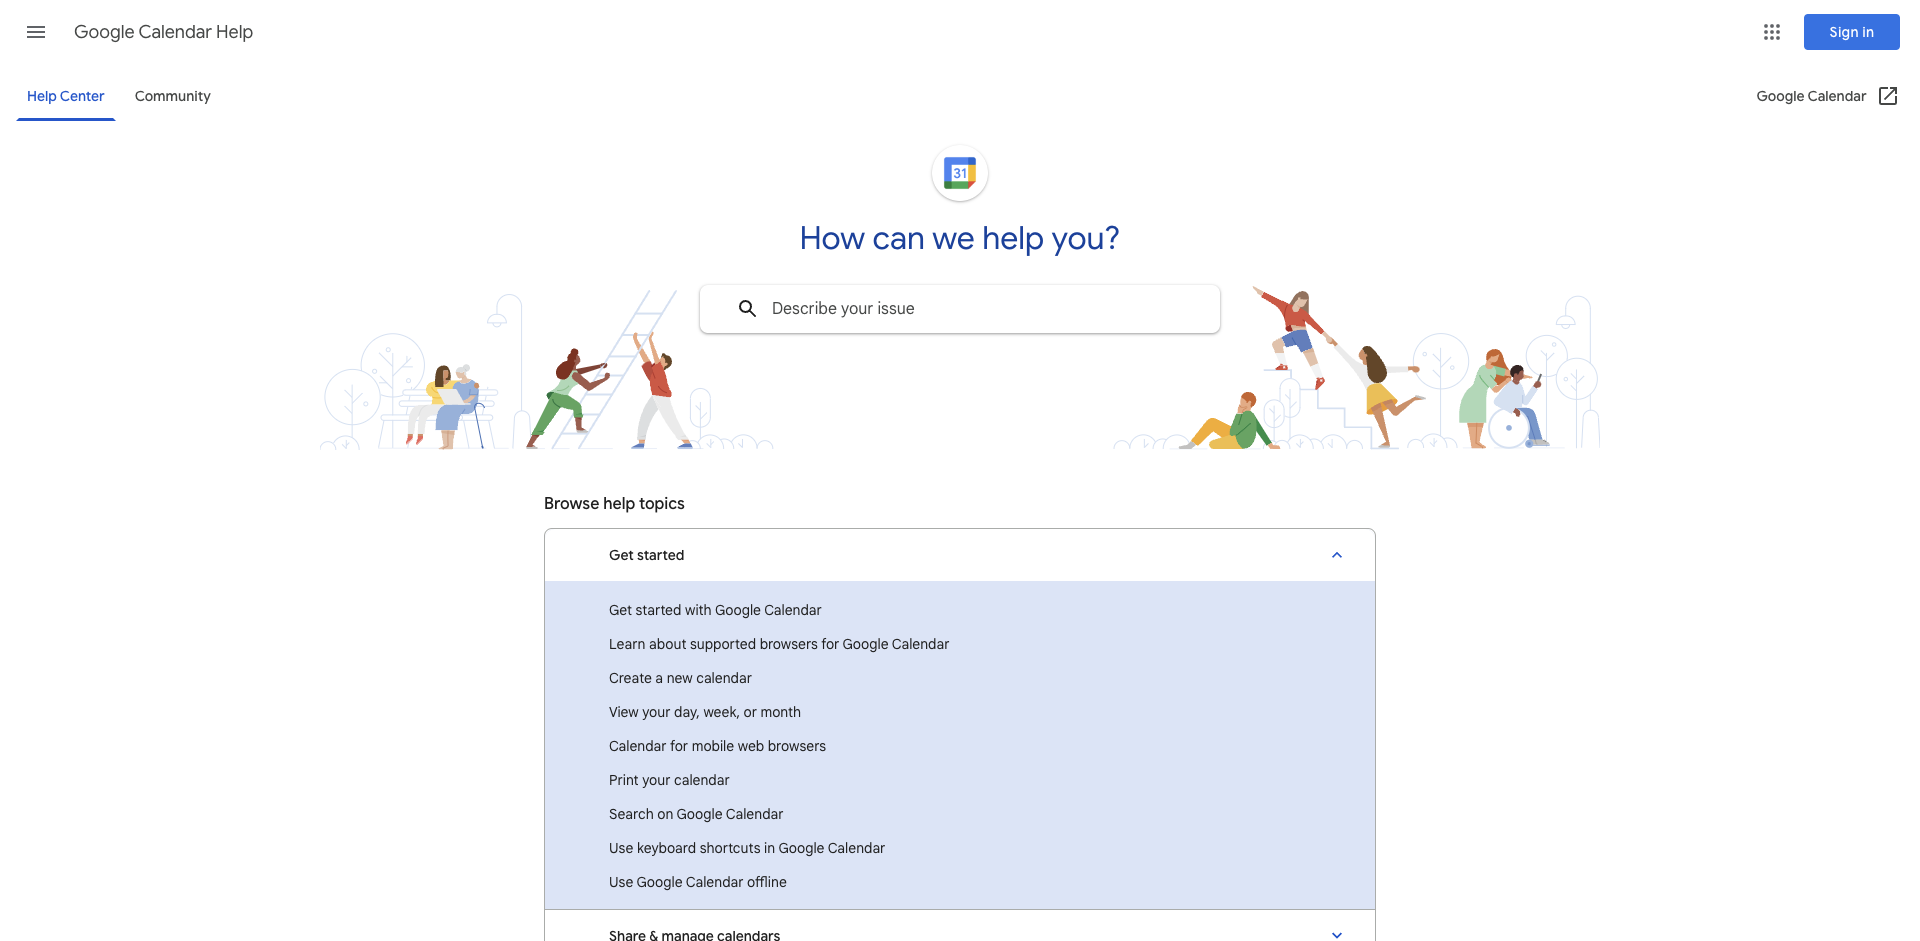 Google Calendar Help
Sign in
Help Center
Community
Google Calendar
31
How can we help you?
Describe your issue
Browse help topics
Get started
Get started with Google Calendar
Learn about supported browsers for Google Calendar
Create a new calendar
View your day, week, or month
Calendar for mobile web browsers
Print your calendar
Search on Google Calendar
Use keyboard shortcuts in Google Calendar
Use Google Calendar offline
Share & manage calendars